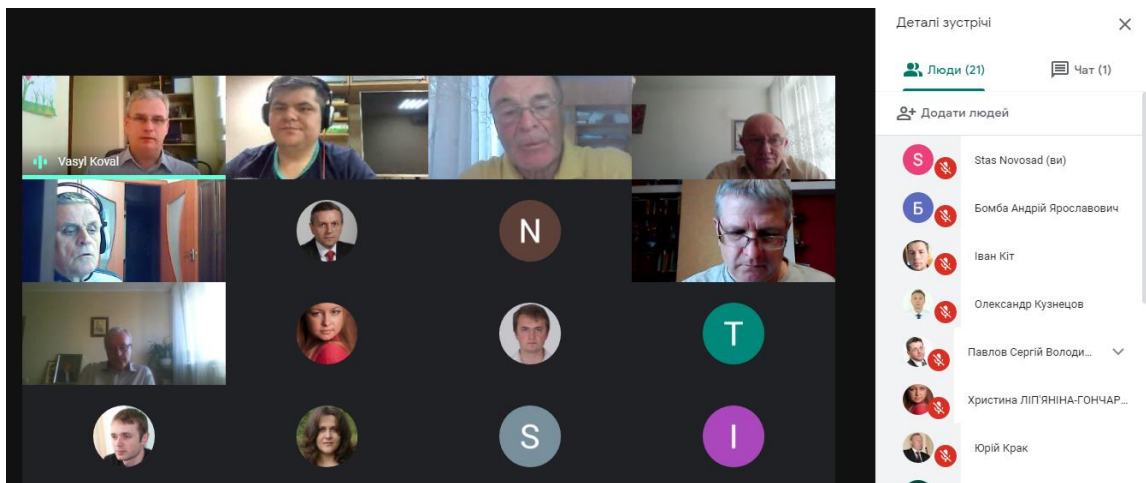 Vasyl Koval
N
T
S
I
Деталі зустрічі
Люди (21)
Чат (1)
Додати людей
S
Stas Novosad (ви)
Б
Бомба Андрій Ярославович
Іван Кіт
Олександр Кузнецов
Павлов Сергій Володи...
Христина ЛІП'ЯНІНА-ГОНЧАР...
Юрій Крак